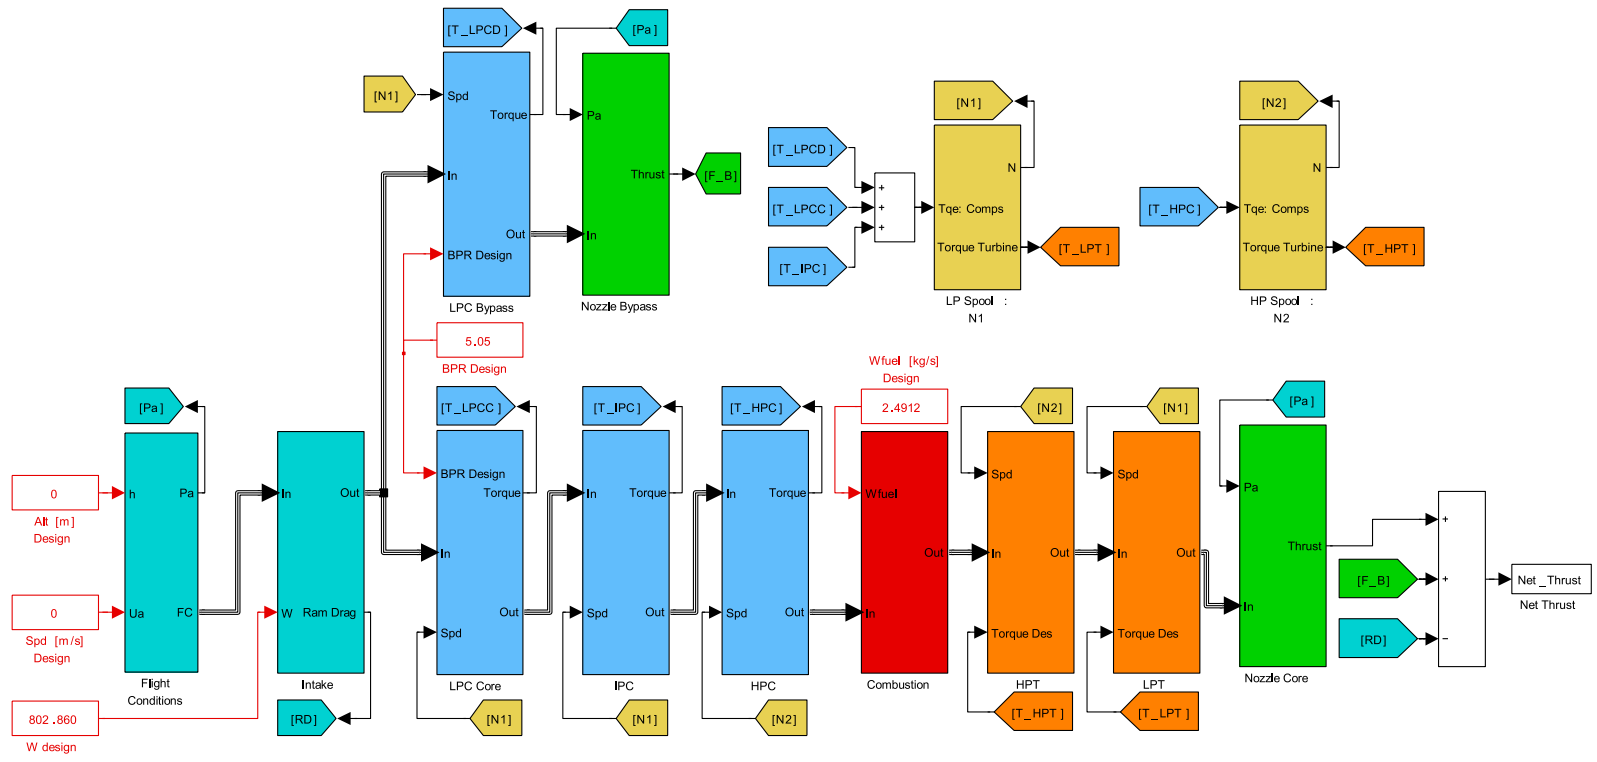 [T_LPCD]
[Pa]
[N1]
Spd
Torque
In
Out
BPR Design
LPC Bypass
Pa
Thrust
In
Nozzle Bypass
[F_B]
[T_LPCD]
[T_LPCC]
[T_IPC]
+
+
+
[N1]
N
Tqe: Comps
Torque Turbine
LP Spool :
N1
[T_LPT]
[T_HPC]
[N2]
N
Tqe: Comps
Torque Turbine
HP Spool :
N2
[T_HPT]
5.05
BPR Design
0
Alt [m]
Design
0
Spd [m/s]
Design
802.860
W design
[Pa]
h
Pa
Ua
FC
Flight
Conditions
In
Out
W
Ram Drag
Intake
[RD]
[T_LPCC]
BPR Design
Torque
In
Out
Spd
LPC Core
[N1]
[T_IPC]
In
Torque
Spd
Out
IPC
[N1]
[T_HPC]
In
Torque
Spd
Out
HPC
[N2]
Wfuel [kg/s]
Design
2.4912
Wfuel
Out
In
Combustion
[N2]
Spd
In
Out
Torque Des
HPT
[T_HPT]
[N1]
Spd
Out
In
Torque Des
LPT
[T_LPT]
[Pa]
Pa
Thrust
In
Nozzle Core
[F_B]
[RD]
+
+
−
Net_Thrust
Net Thrust